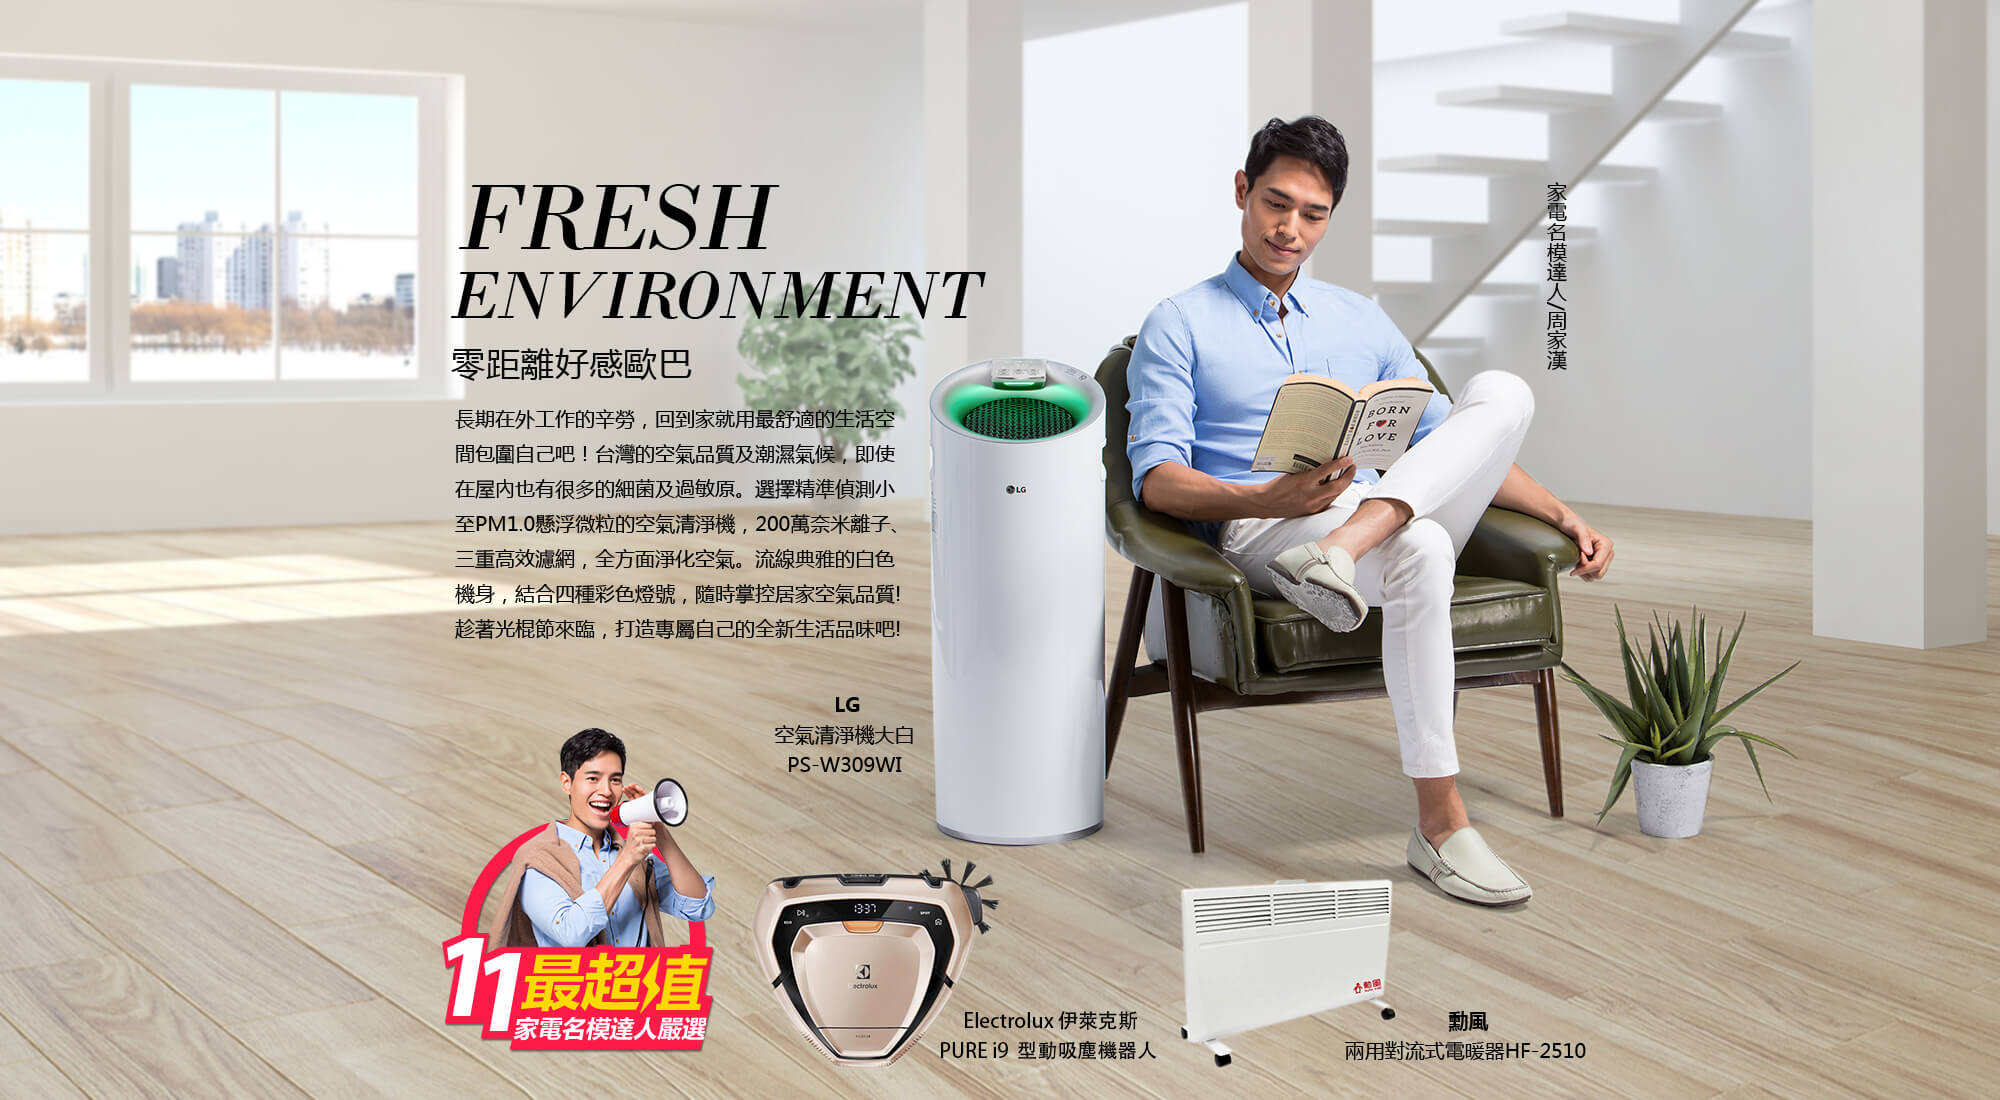 FRESH
ENVIRONMENT
零距離好感歐巴
長期在外工作的辛勞，回到家就用最舒適的生活空
間包圍自己吧！台灣的空氣品質及潮濕氣候，即使
在屋內也有很多的細菌及過敏原。選擇精準偵測小
至PM1.0懸浮微粒的空氣清淨機，200萬奈米離子、
三重高效濾網，全方面淨化空氣。流線典雅的白色
機身，結合四種彩色燈號，隨時掌控居家空氣品質!
趁著光棍節來臨，打造專屬自己的全新生活品味吧!
家電名模達人/周家漢
LG
BORN
FOR
LOVE
LG
空氣清淨機大白
PS-W309WI
11最超值
家電名模達人嚴選
13:37
SPOT
ECO
Electrolux
Electrolux 伊萊克斯
PURE i9 型動吸塵機器人
勳風
勳風
兩用對流式電暖器HF-2510